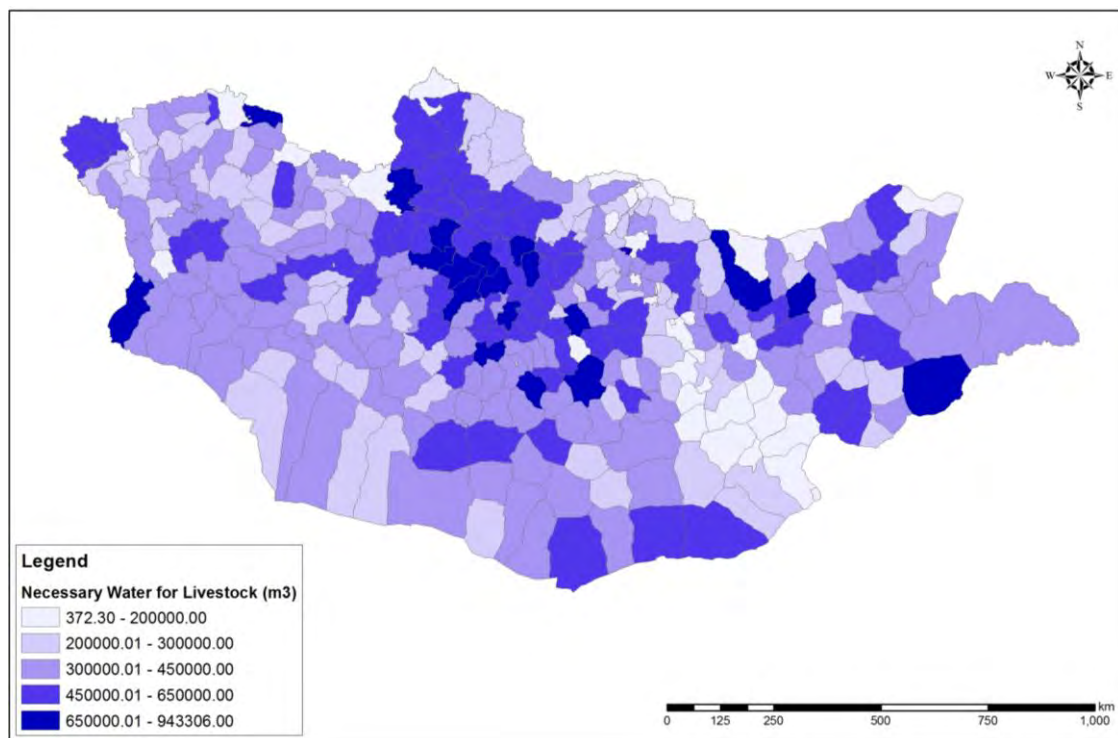 N
W E
S
Legend
Necessary Water for Livestock (m3)
372.30 - 200000.00
200000.01 - 300000.00
300000.01 - 450000.00
450000.01 - 650000.00
650000.01 - 943306.00
km
0 125 250 500 750 1,000